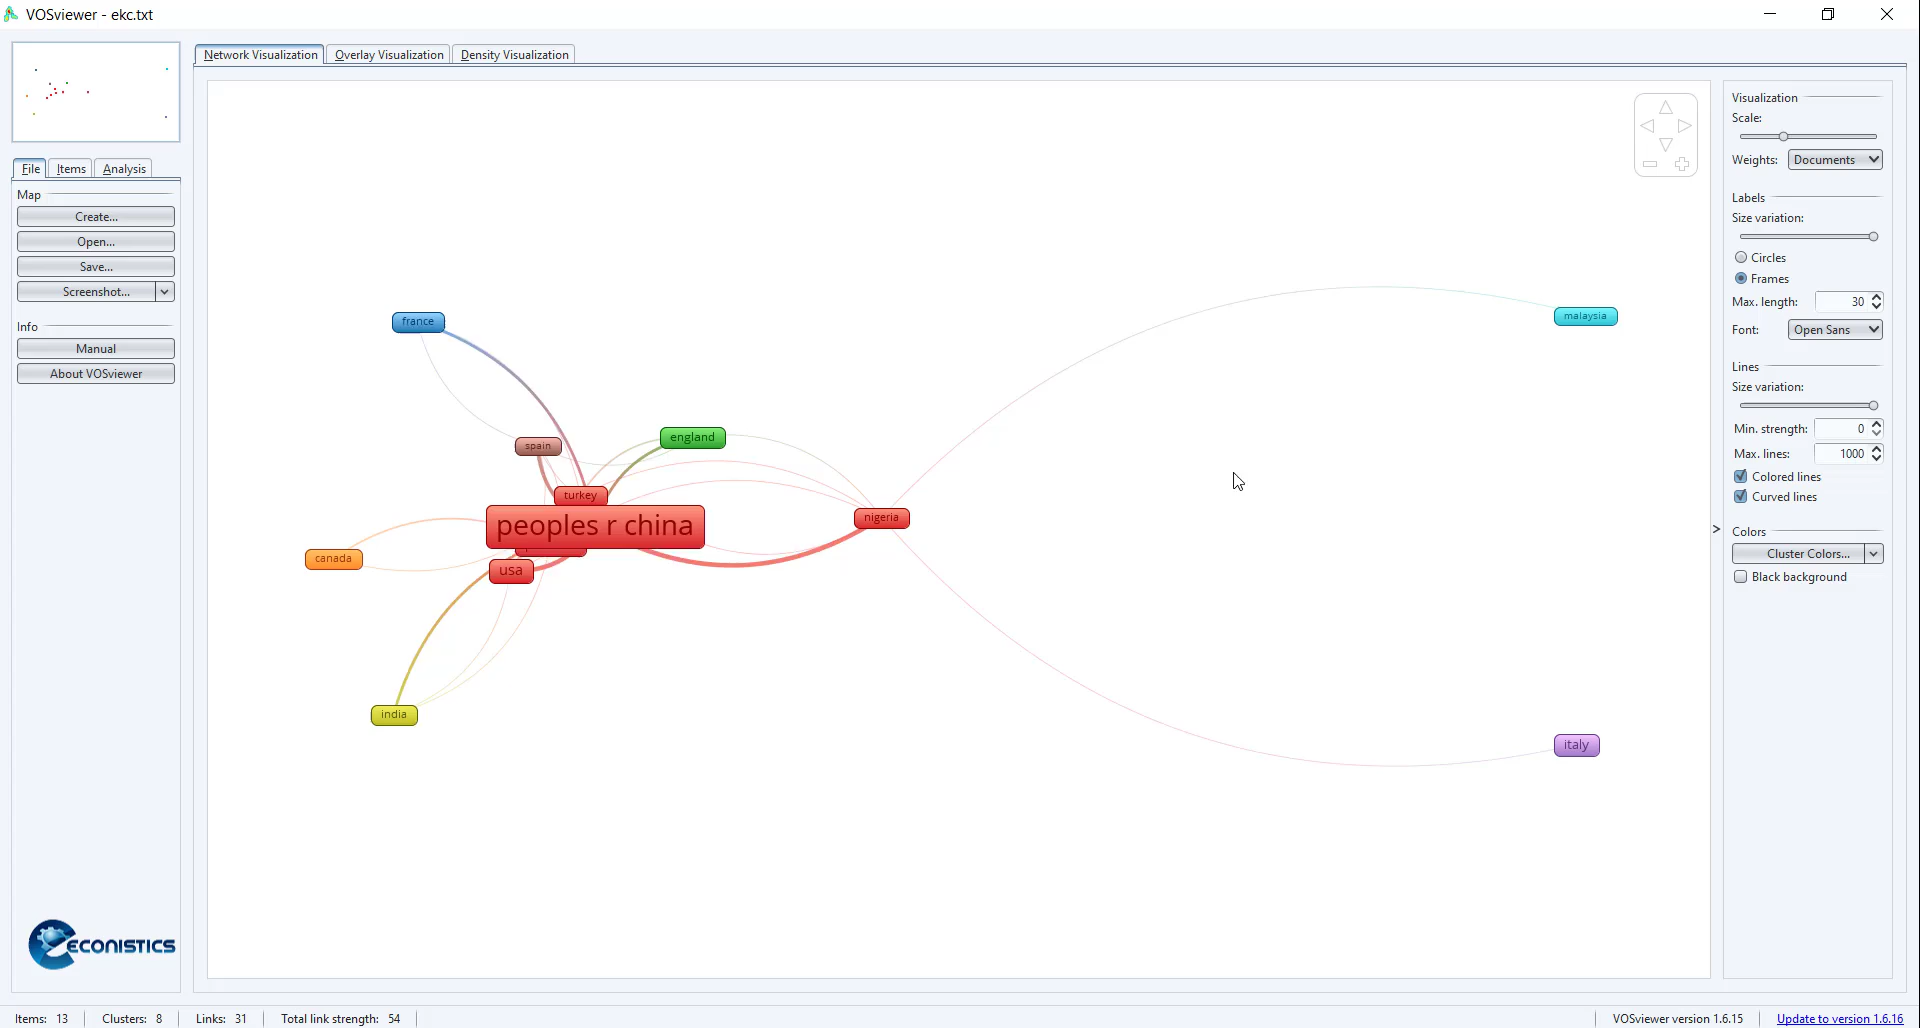 VOSviewer - ekc.txt
Network Visualization
Overlay Visualization
Density Visualization
File
Items
Analysis
Map
Create...
Open...
Save...
Screenshot...
Info
Manual
About VOSviewer
ECONISTICS
france
spain
england
turkey
peoples r china
usa
canada
india
nigeria
malaysia
italy
Visualization
Scale:
Weights: Documents
Labels
Size variation:
Circles
Frames
Max. length: 30
Font: Open Sans
Lines
Size variation:
Min. strength: 0
Max. lines: 1000
Colored lines
Curved lines
>
Colors
Cluster Colors...
Black background
Items: 13
Clusters: 8
Links: 31
Total link strength: 54
VOSviewer version 1.6.15
Update to version 1.6.16